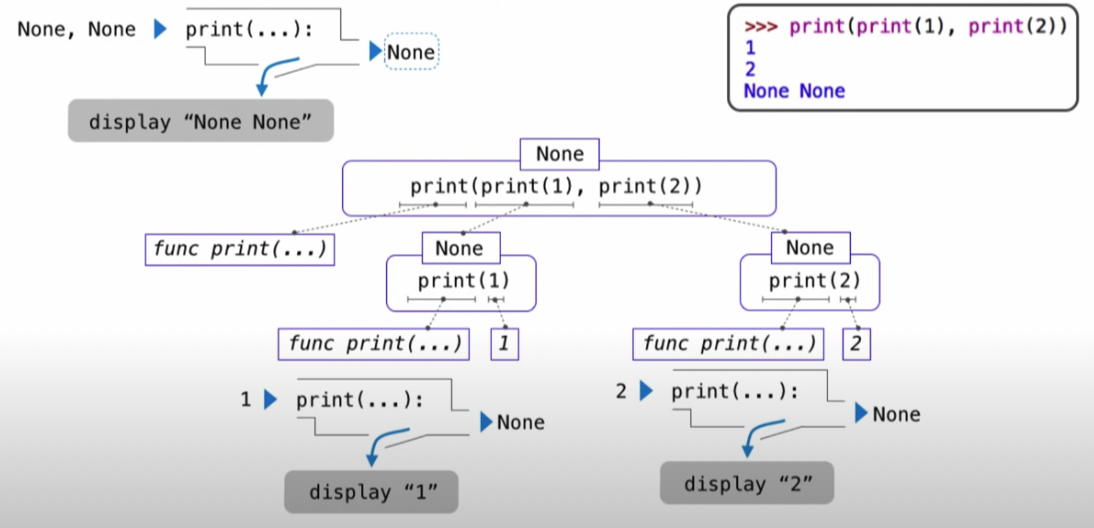 None, None
print(...):
None
display “None None”
>>> print(print(1), print(2))
1
2
None None
None
print(print(1), print(2))
func print(...)
None
print(1)
func print(...)
1
None
print(2)
func print(...)
2
1
print(...):
None
display “1”
2
print(...):
None
display “2”